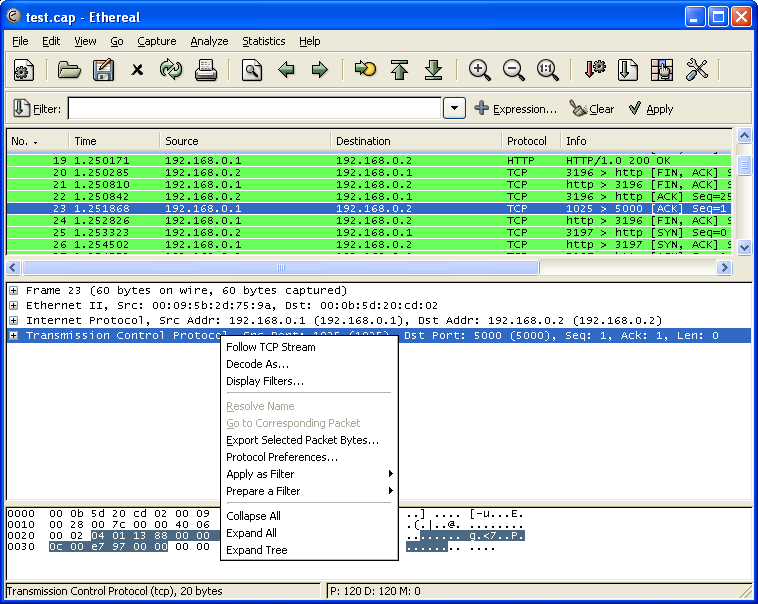 test.cap - Ethereal
File Edit View Go Capture Analyze Statistics Help
Filter: Expression... Clear Apply
No. . Time Source Destination Protocol Info
19 1.250171 192.168.0.1 192.168.0.2 HTTP HTTP/1.0 200 OK
20 1.250285 192.168.0.1 192.168.0.2 TCP 3196 > http [FIN, ACK] S
21 1.250810 192.168.0.1 192.168.0.2 TCP http > 3196 [FIN, ACK] S
22 1.250842 192.168.0.1 192.168.0.2 TCP 3196 > http [ACK] Seq=25
23 1.251868 192.168.0.1 192.168.0.2 TCP 1025 > 5000 [ACK] Seq=1
24 1.252826 192.168.0.1 192.168.0.2 TCP http > 3196 [FIN, ACK] S
25 1.253323 192.168.0.1 192.168.0.2 TCP 3197 > http [SYN] Seq=0
26 1.254502 192.168.0.1 192.168.0.2 TCP http > 3197 [SYN, ACK] S
Frame 23 (60 bytes on wire, 60 bytes captured)
Ethernet II, Src: 00:09:5b:2d:75:9a, Dst: 00:0b:5d:20:cd:02
Internet Protocol, Src Addr: 192.168.0.1 (192.168.0.1), Dst Addr: 192.168.0.2 (192.168.0.2)
Transmission Control Protocol, Src Port: 1025 (1025), Dst Port: 5000 (5000), Seq: 1, Ack: 1, Len: 0
Follow TCP Stream
Decode As...
Display Filters...
Resolve Name
Go to Corresponding Packet
Export Selected Packet Bytes...
Protocol Preferences...
Apply as Filter
Prepare a Filter
Collapse All
Expand All
Expand Tree
0000 00 0b 5d 20 cd 02 00 09 ..] .... [-u...E.
0010 00 28 00 7c 00 00 40 06 .(.|..@. ........
0020 00 02 04 01 13 88 00 00 ........ g.<7..P.
0030 0c 00 e7 97 00 00 00 00 ........ ....
Transmission Control Protocol (tcp), 20 bytes P: 120 D: 120 M: 0